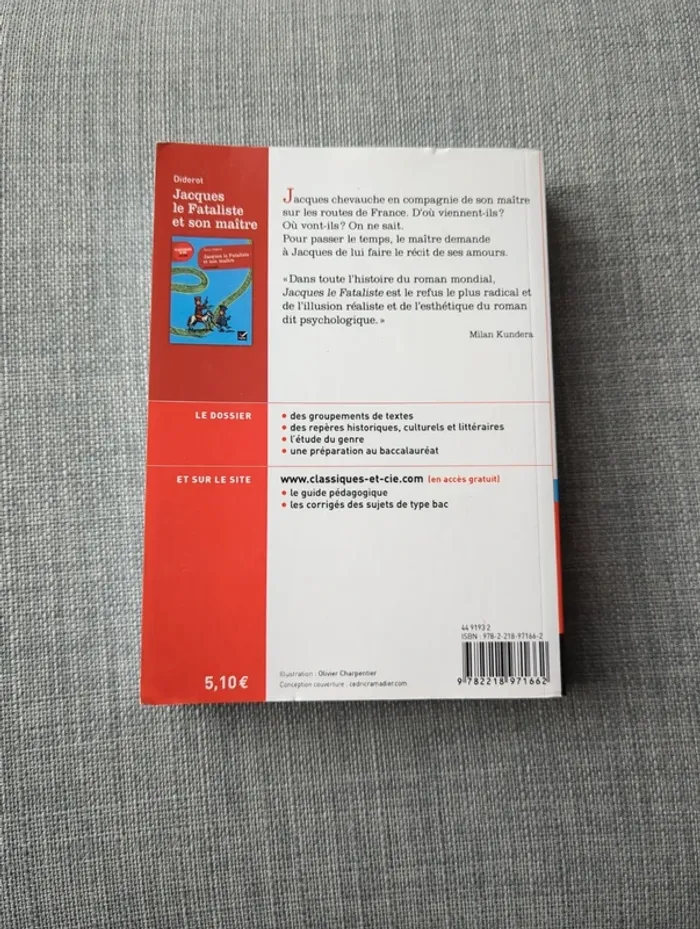 Diderot
Jacques
le Fataliste
et son maître
Jacques le Fataliste
et son maître
Jacques chevauche en compagnie de son maître
sur les routes de France. D'où viennent-ils ?
Où vont-ils ? On ne sait.
Pour passer le temps, le maître demande
à Jacques de lui faire le récit de ses amours.
« Dans toute l'histoire du roman mondial,
Jacques le Fataliste est le refus le plus radical et
de l'illusion réaliste et de l'esthétique du roman
dit psychologique. »
Milan Kundera
LE DOSSIER
• des groupements de textes
• des repères historiques, culturels et littéraires
• l'étude du genre
• une préparation au baccalauréat
ET SUR LE SITE
www.classiques-et-cie.com (en accès gratuit)
• le guide pédagogique
• les corrigés des sujets de type bac
5,10 €
Illustration : Olivier Charpentier
Conception couverture : cedricramadier.com
44 9193 2
ISBN : 978-2-218-97166-2
9 782218 971662